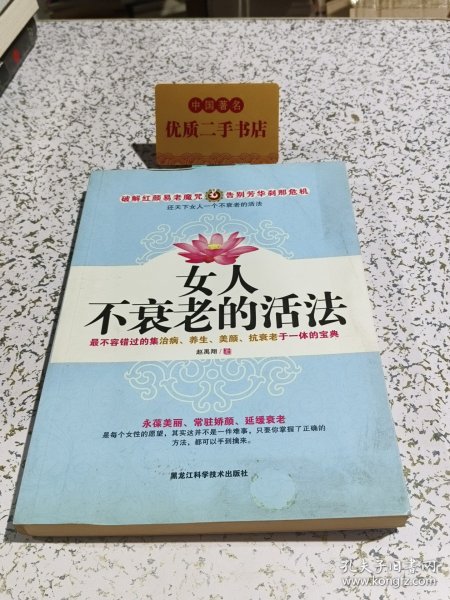 中国著名
优质二手书店
破解红颜易老魔咒 告别芳华刹那危机
还天下女人一个不衰老的活法
女人
不衰老的活法
最不容错过的集治病、养生、美颜、抗衰老于一体的宝典
赵禹翔/著
永葆美丽、常驻娇颜、延缓衰老
是每个女性的愿望，其实这并不是一件难事，只要你掌握了正确的
方法，都可以手到擒来。
黑龙江科学技术出版社
孔夫子旧书网
www.kongfz.com